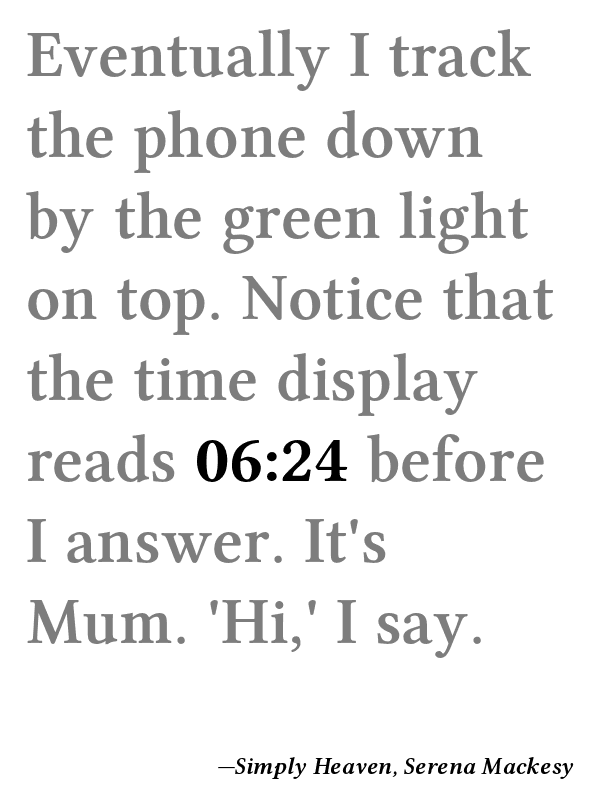 Eventually I track
the phone down
by the green light
on top. Notice that
the time display
reads 06:24 before
I answer. It's
Mum. 'Hi,' I say.
—Simply Heaven, Serena Mackesy